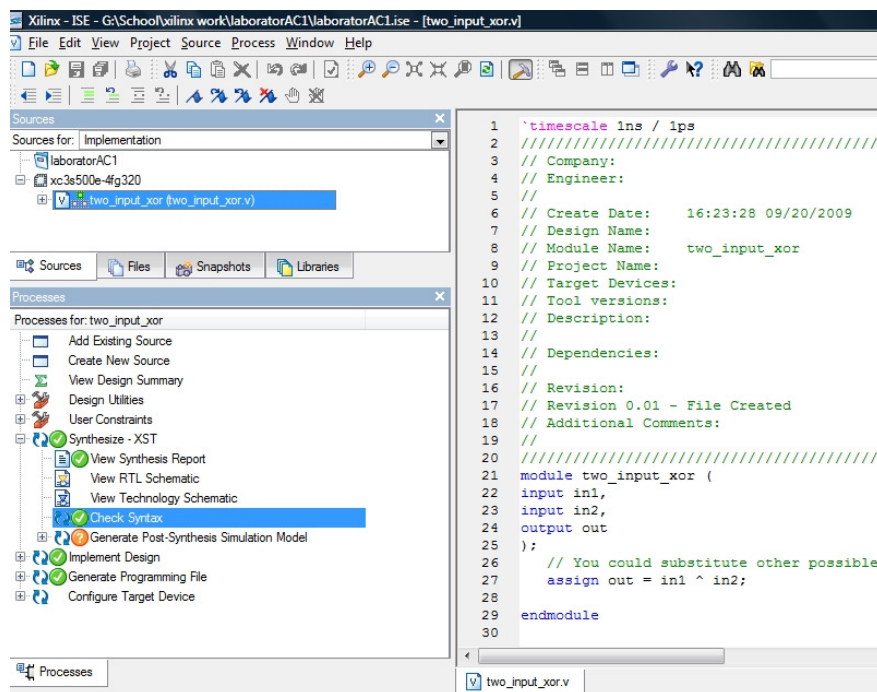 Xilinx - ISE - G:\School\xilinx work\laboratorAC1\laboratorAC1.ise - [two_input_xor.v]
File Edit View Project Source Process Window Help
Sources
Sources for: Implementation
laboratorAC1
xc3s500e-4fg320
two_input_xor (two_input_xor.v)
Sources Files Snapshots Libraries
Processes
Processes for: two_input_xor
Add Existing Source
Create New Source
View Design Summary
Design Utilities
User Constraints
Synthesize - XST
View Synthesis Report
View RTL Schematic
View Technology Schematic
Check Syntax
Generate Post-Synthesis Simulation Model
Implement Design
Generate Programming File
Configure Target Device
Processes
1 `timescale 1ns / 1ps
2 /////////////////////////////////////////
3 // Company:
4 // Engineer:
5 //
6 // Create Date:    16:23:28 09/20/2009
7 // Design Name:
8 // Module Name:    two_input_xor
9 // Project Name:
10 // Target Devices:
11 // Tool versions:
12 // Description:
13 //
14 // Dependencies:
15 //
16 // Revision:
17 // Revision 0.01 - File Created
18 // Additional Comments:
19 //
20 /////////////////////////////////////////
21 module two_input_xor (
22 input in1,
23 input in2,
24 output out
25 );
26    // You could substitute other possible
27    assign out = in1 ^ in2;
28
29 endmodule
30
two_input_xor.v